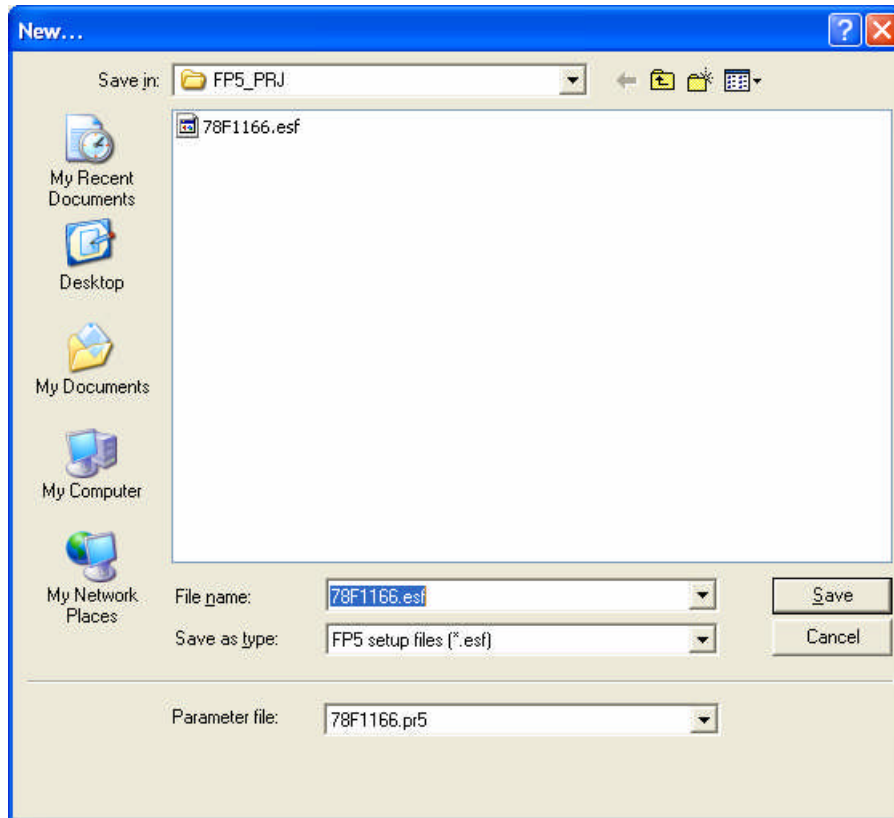 New...
Save in: FP5_PRJ
78F1166.esf
My Recent
Documents
Desktop
My Documents
My Computer
My Network
Places
File name: 78F1166.esf Save
Save as type: FP5 setup files (*.esf) Cancel
Parameter file: 78F1166.pr5